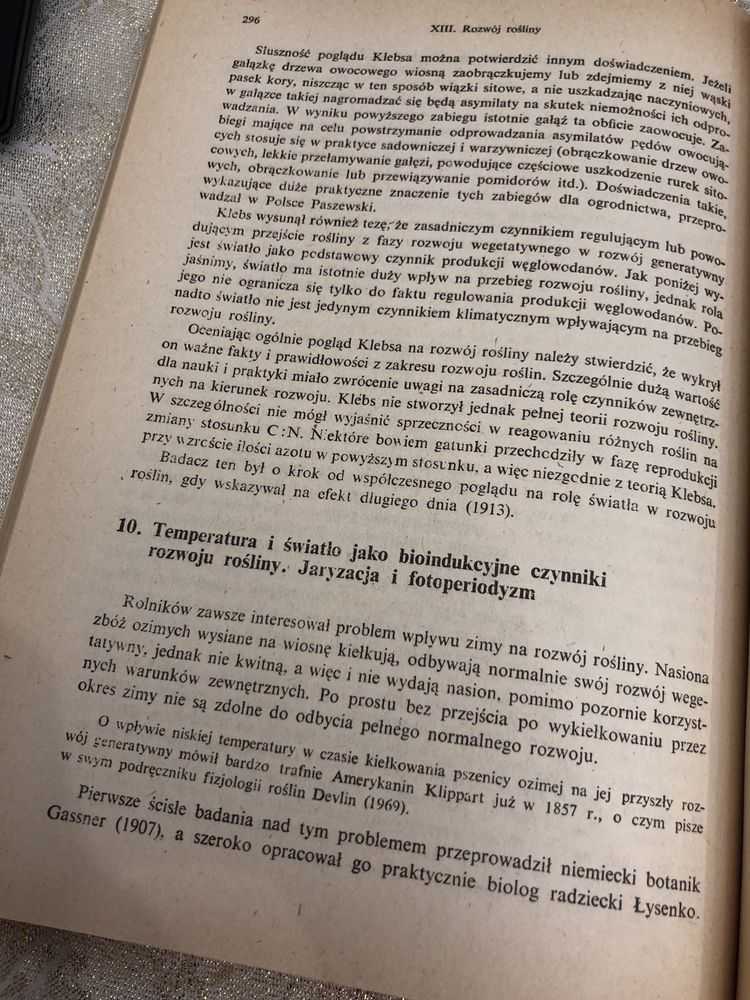 296
XIII. Rozwój rośliny
Słuszność poglądu Klebsa można potwierdzić innym doświadczeniem. Jeżeli
gałązkę drzewa owocowego wiosną zaobrączkujemy lub zdejmiemy z niej wąski
pasek kory, niszcząc w ten sposób wiązki sitowe, a nie uszkadzając naczyniowych,
w gałązce takiej nagromadzać się będą asymilaty na skutek niemożności ich odpro-
wadzania. W wyniku powyższego zabiegu istotnie gałąź ta obficie zaowocuje. Za-
biegi mające na celu powstrzymanie odprowadzania asymilatów pędów owocują-
cych stosuje się w praktyce sadowniczej i warzywniczej (obrączkowanie drzew owo-
cowych, lekkie przełamywanie gałęzi, powodujące częściowe uszkodzenie rurek sito-
wych, obrączkowanie lub przewiązywanie pomidorów itd.). Doświadczenia takie,
wykazujące duże praktyczne znaczenie tych zabiegów dla ogrodnictwa, przepro-
wadzał w Polsce Paszewski.
Klebs wysunął również tezę, że zasadniczym czynnikiem regulującym lub powo-
dującym przejście rośliny z fazy rozwoju wegetatywnego w rozwój generatywny
jest światło jako podstawowy czynnik produkcji węglowodanów. Jak poniżej wy-
jaśnimy, światło ma istotnie duży wpływ na przebieg rozwoju rośliny, jednak rola
jego nie ogranicza się tylko do faktu regulowania produkcji węglowodanów. Po-
nadto światło nie jest jedynym czynnikiem klimatycznym wpływającym na przebieg
rozwoju rośliny.
Oceniając ogólnie pogląd Klebsa na rozwój rośliny należy stwierdzić, że wykrył
on ważne fakty i prawidłowości z zakresu rozwoju roślin. Szczególnie dużą wartość
dla nauki i praktyki miało zwrócenie uwagi na zasadniczą rolę czynników zewnętrz-
nych na kierunek rozwoju. Klebs nie stworzył jednak pełnej teorii rozwoju rośliny.
W szczególności nie mógł wyjaśnić sprzeczności w reagowaniu różnych roślin na
zmiany stosunku C:N. Niektóre bowiem gatunki przechodziły w fazę reprodukcji
przy wzroście ilości azotu w powyższym stosunku, a więc niezgodnie z teorią Klebsa.
Badacz ten był o krok od współczesnego poglądu na rolę światła w rozwoju
roślin, gdy wskazywał na efekt długiego dnia (1913).
10. Temperatura i światło jako bioindukcyjne czynniki
rozwoju rośliny. Jaryzacja i fotoperiodyzm
Rolników zawsze interesował problem wpływu zimy na rozwój rośliny. Nasiona
zbóż ozimych wysiane na wiosnę kiełkują, odbywają normalnie swój rozwój wege-
tatywny, jednak nie kwitną, a więc i nie wydają nasion, pomimo pozornie korzyst-
nych warunków zewnętrznych. Po prostu bez przejścia po wykiełkowaniu przez
okres zimy nie są zdolne do odbycia pełnego normalnego rozwoju.
O wpływie niskiej temperatury w czasie kiełkowania pszenicy ozimej na jej przyszły roz-
wój generatywny mówił bardzo trafnie Amerykanin Klippart już w 1857 r., o czym pisze
w swym podręczniku fizjologii roślin Devlin (1969).
Pierwsze ścisłe badania nad tym problemem przeprowadził niemiecki botanik
Gassner (1907), a szeroko opracował go praktycznie biolog radziecki Łysenko.